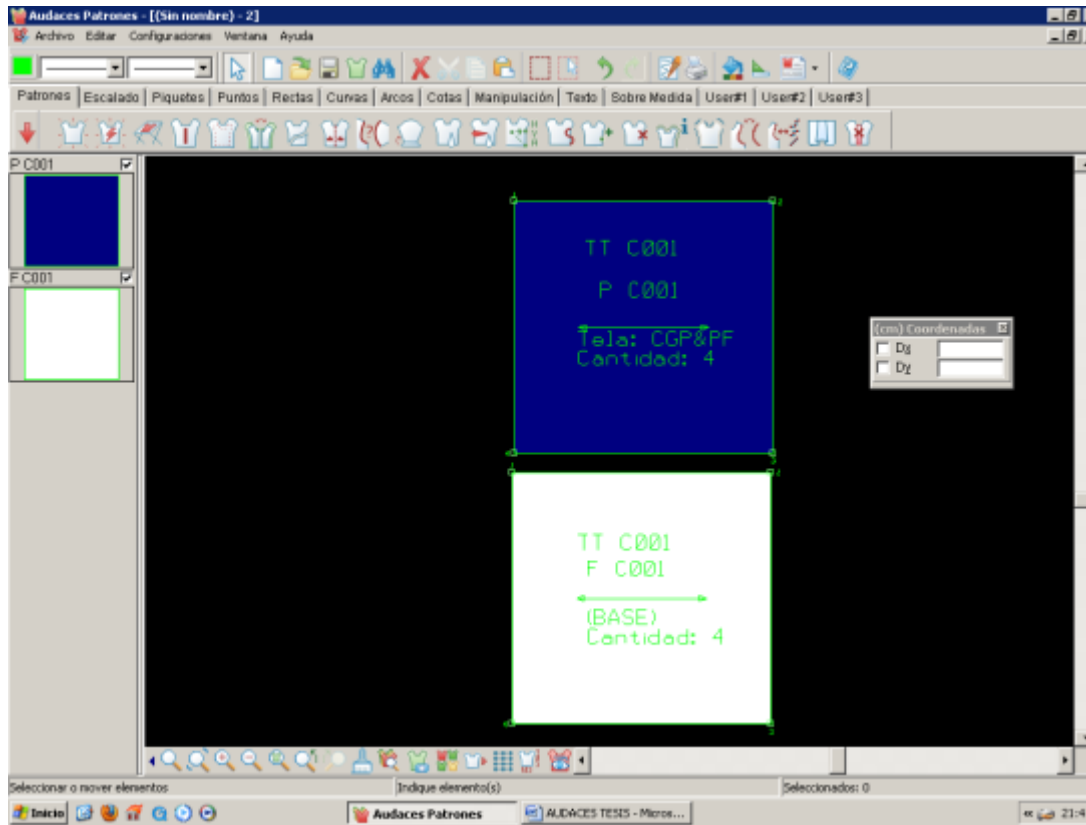 Audaces Patrones - [(Sin nombre) - 2]
Archivo Editar Configuraciones Ventana Ayuda
Patrones Escalado Piquetes Puntos Rectas Curvas Arcos Cotas Manipulación Texto Sobre Medida User#1 User#2 User#3
P C001
F C001
TT C001
P C001
Tela: CGP&PF
Cantidad: 4
(cm) Coordenadas
Dx
Dy
TT C001
F C001
(BASE)
Cantidad: 4
Seleccionar o mover elementos Indique elemento(s) Seleccionados: 0
Inicio Audaces Patrones AUDACES TESIS - Micros... 21:4